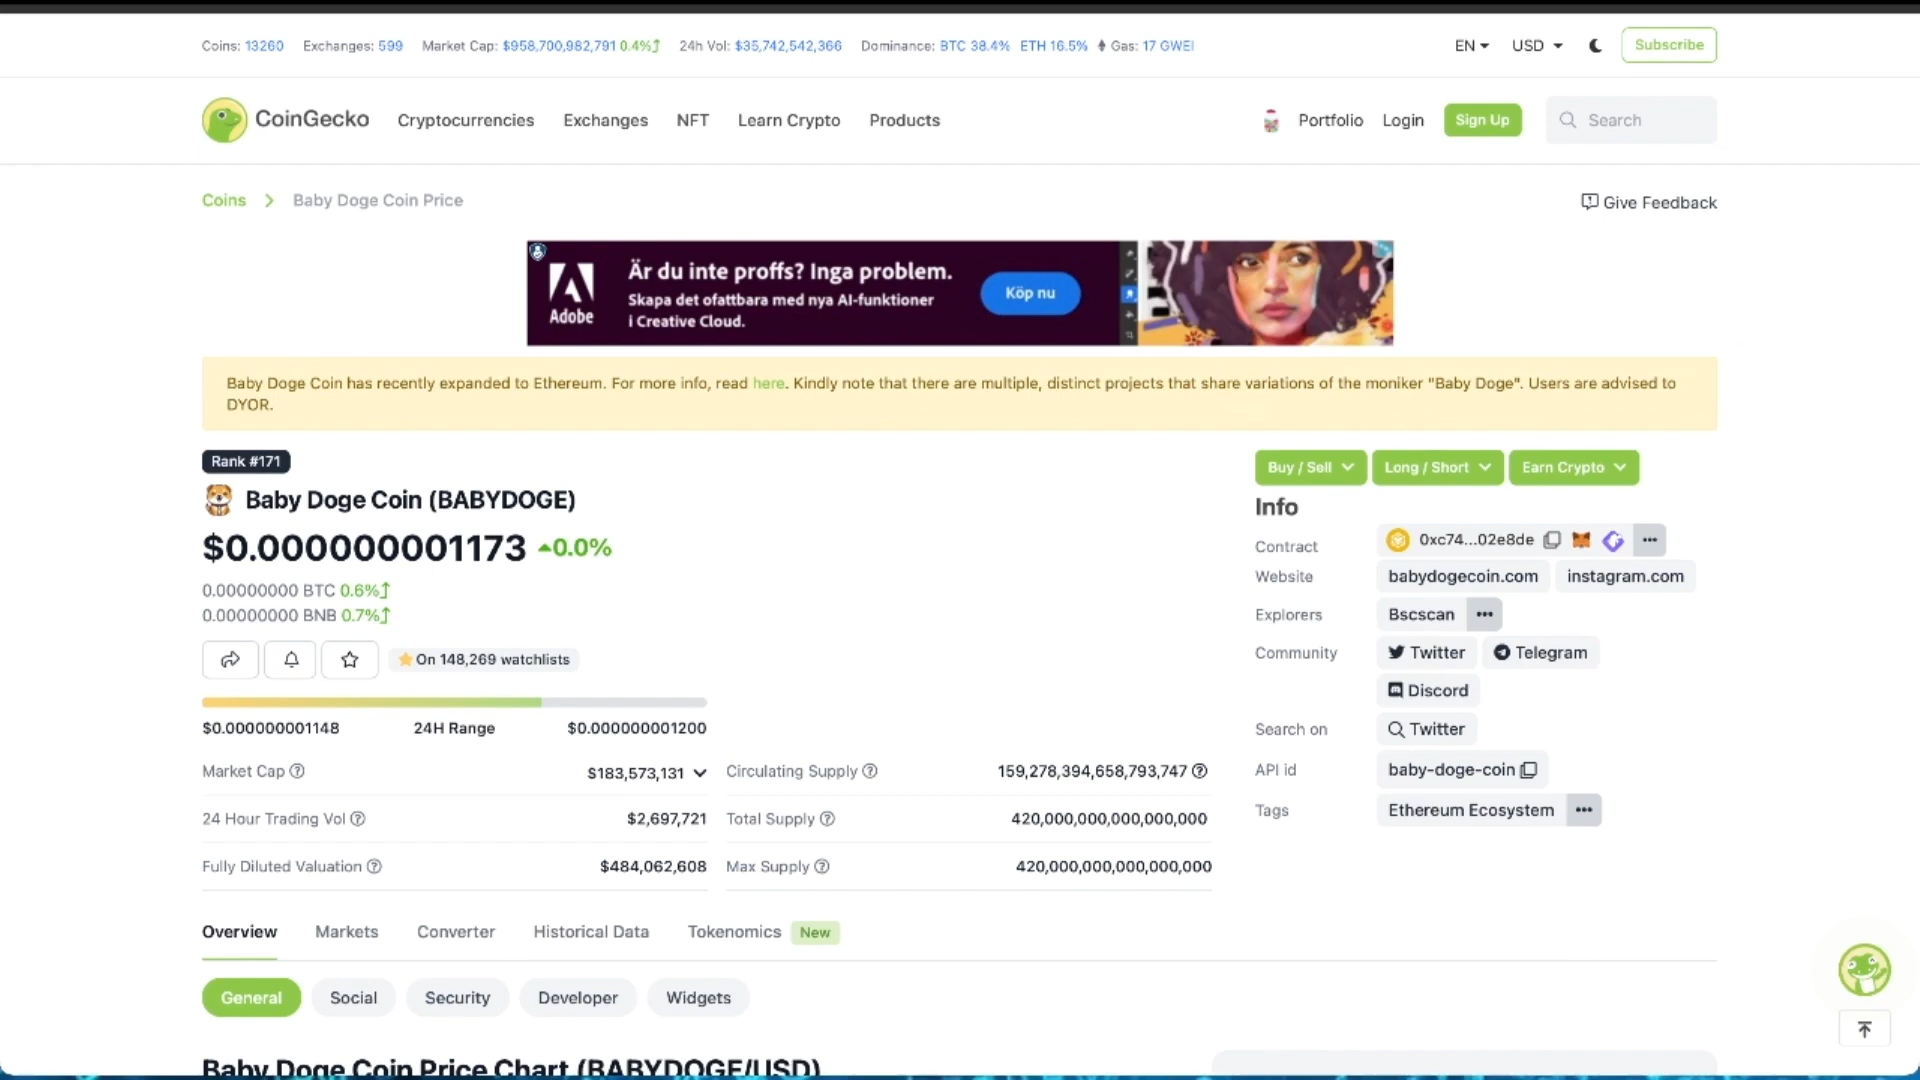 Coins: 13260 Exchanges: 599 Market Cap: $958,700,982,791 0.4% 24h Vol: $35,742,542,366 Dominance: BTC 38.4% ETH 16.5% Gas: 17 GWEI EN USD Subscribe
CoinGecko Cryptocurrencies Exchanges NFT Learn Crypto Products Portfolio Login Sign Up Search
Coins Baby Doge Coin Price Give Feedback
Är du inte proffs? Inga problem.
Skapa det ofattbara med nya AI-funktioner
i Creative Cloud.
Adobe
Köp nu
Baby Doge Coin has recently expanded to Ethereum. For more info, read here. Kindly note that there are multiple, distinct projects that share variations of the moniker "Baby Doge". Users are advised to
DYOR.
Rank #171
Baby Doge Coin (BABYDOGE)
$0.000000001173 0.0%
0.00000000 BTC 0.6%
0.00000000 BNB 0.7%
On 148,269 watchlists
$0.000000001148 24H Range $0.000000001200
Market Cap $183,573,131 Circulating Supply 159,278,394,658,793,747
24 Hour Trading Vol $2,697,721 Total Supply 420,000,000,000,000,000
Fully Diluted Valuation $484,062,608 Max Supply 420,000,000,000,000,000
Buy / Sell Long / Short Earn Crypto
Info
Contract 0xc74...02e8de
Website babydogecoin.com instagram.com
Explorers Bscscan
Community Twitter Telegram
Discord
Search on Twitter
API id baby-doge-coin
Tags Ethereum Ecosystem
Overview Markets Converter Historical Data Tokenomics New
General Social Security Developer Widgets
Baby Doge Coin Price Chart (BABYDOGE/USD)